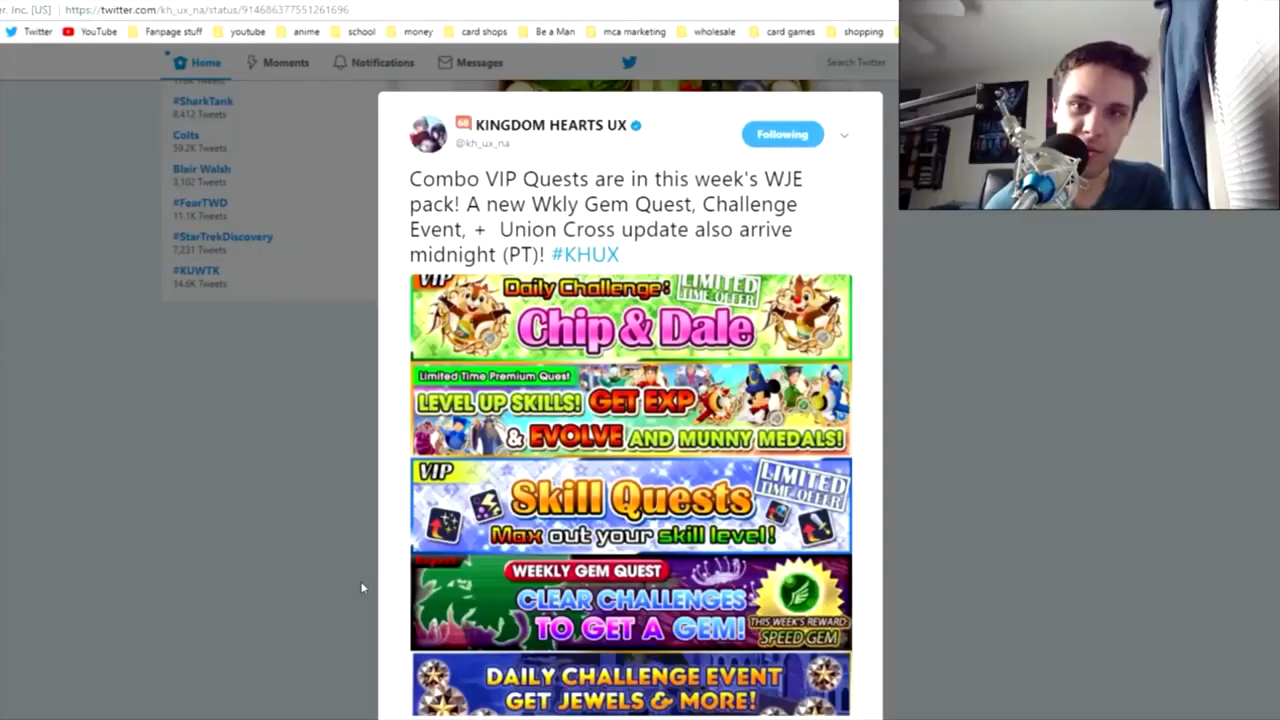 er, Inc. [US] | https://twitter.com/kh_ux_na/status/914686377551261696
Twitter YouTube Fanpage stuff youtube anime school money card shops Be a Man mca marketing wholesale card games shopping
Home Moments Notifications Messages Search Twitter
#SharkTank
8,412 Tweets
Colts
59.2K Tweets
Blair Walsh
3,102 Tweets
#FearTWD
11.1K Tweets
#StarTrekDiscovery
7,231 Tweets
#KUWTK
34.6K Tweets
KINGDOM HEARTS UX
@kh_ux_na
Following
Combo VIP Quests are in this week's WJE
pack! A new Wkly Gem Quest, Challenge
Event, + Union Cross update also arrive
midnight (PT)! #KHUX
VIP
Daily Challenge:
LIMITED
TIME OFFER
Chip & Dale
Limited Time Premium Quest
LEVEL UP SKILLS! GET EXP
& EVOLVE AND MUNNY MEDALS!
VIP
LIMITED
TIME OFFER
Skill Quests
Max out your skill level!
WEEKLY GEM QUEST
CLEAR CHALLENGES
TO GET A GEM!
THIS WEEK'S REWARD:
SPEED GEM
DAILY CHALLENGE EVENT
GET JEWELS & MORE!